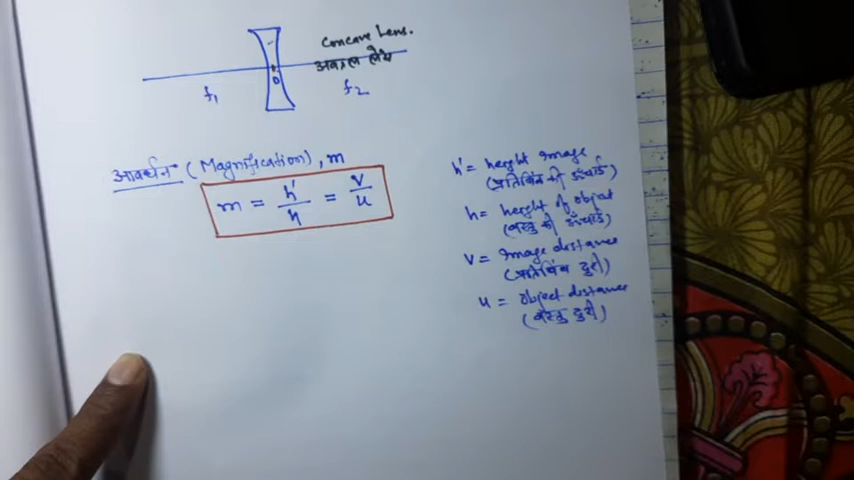 Concave Lens.
अवतल लेंस
O
f₁
f₂
आवर्धन (Magnification), m
m = h'/h = v/u
h' = height image
(प्रतिबिंब की ऊँचाई)
h = height of object
(वस्तु की ऊँचाई)
v = Image distance
(प्रतिबिंब दुरी)
u = object distance
(वस्तु दुरी)